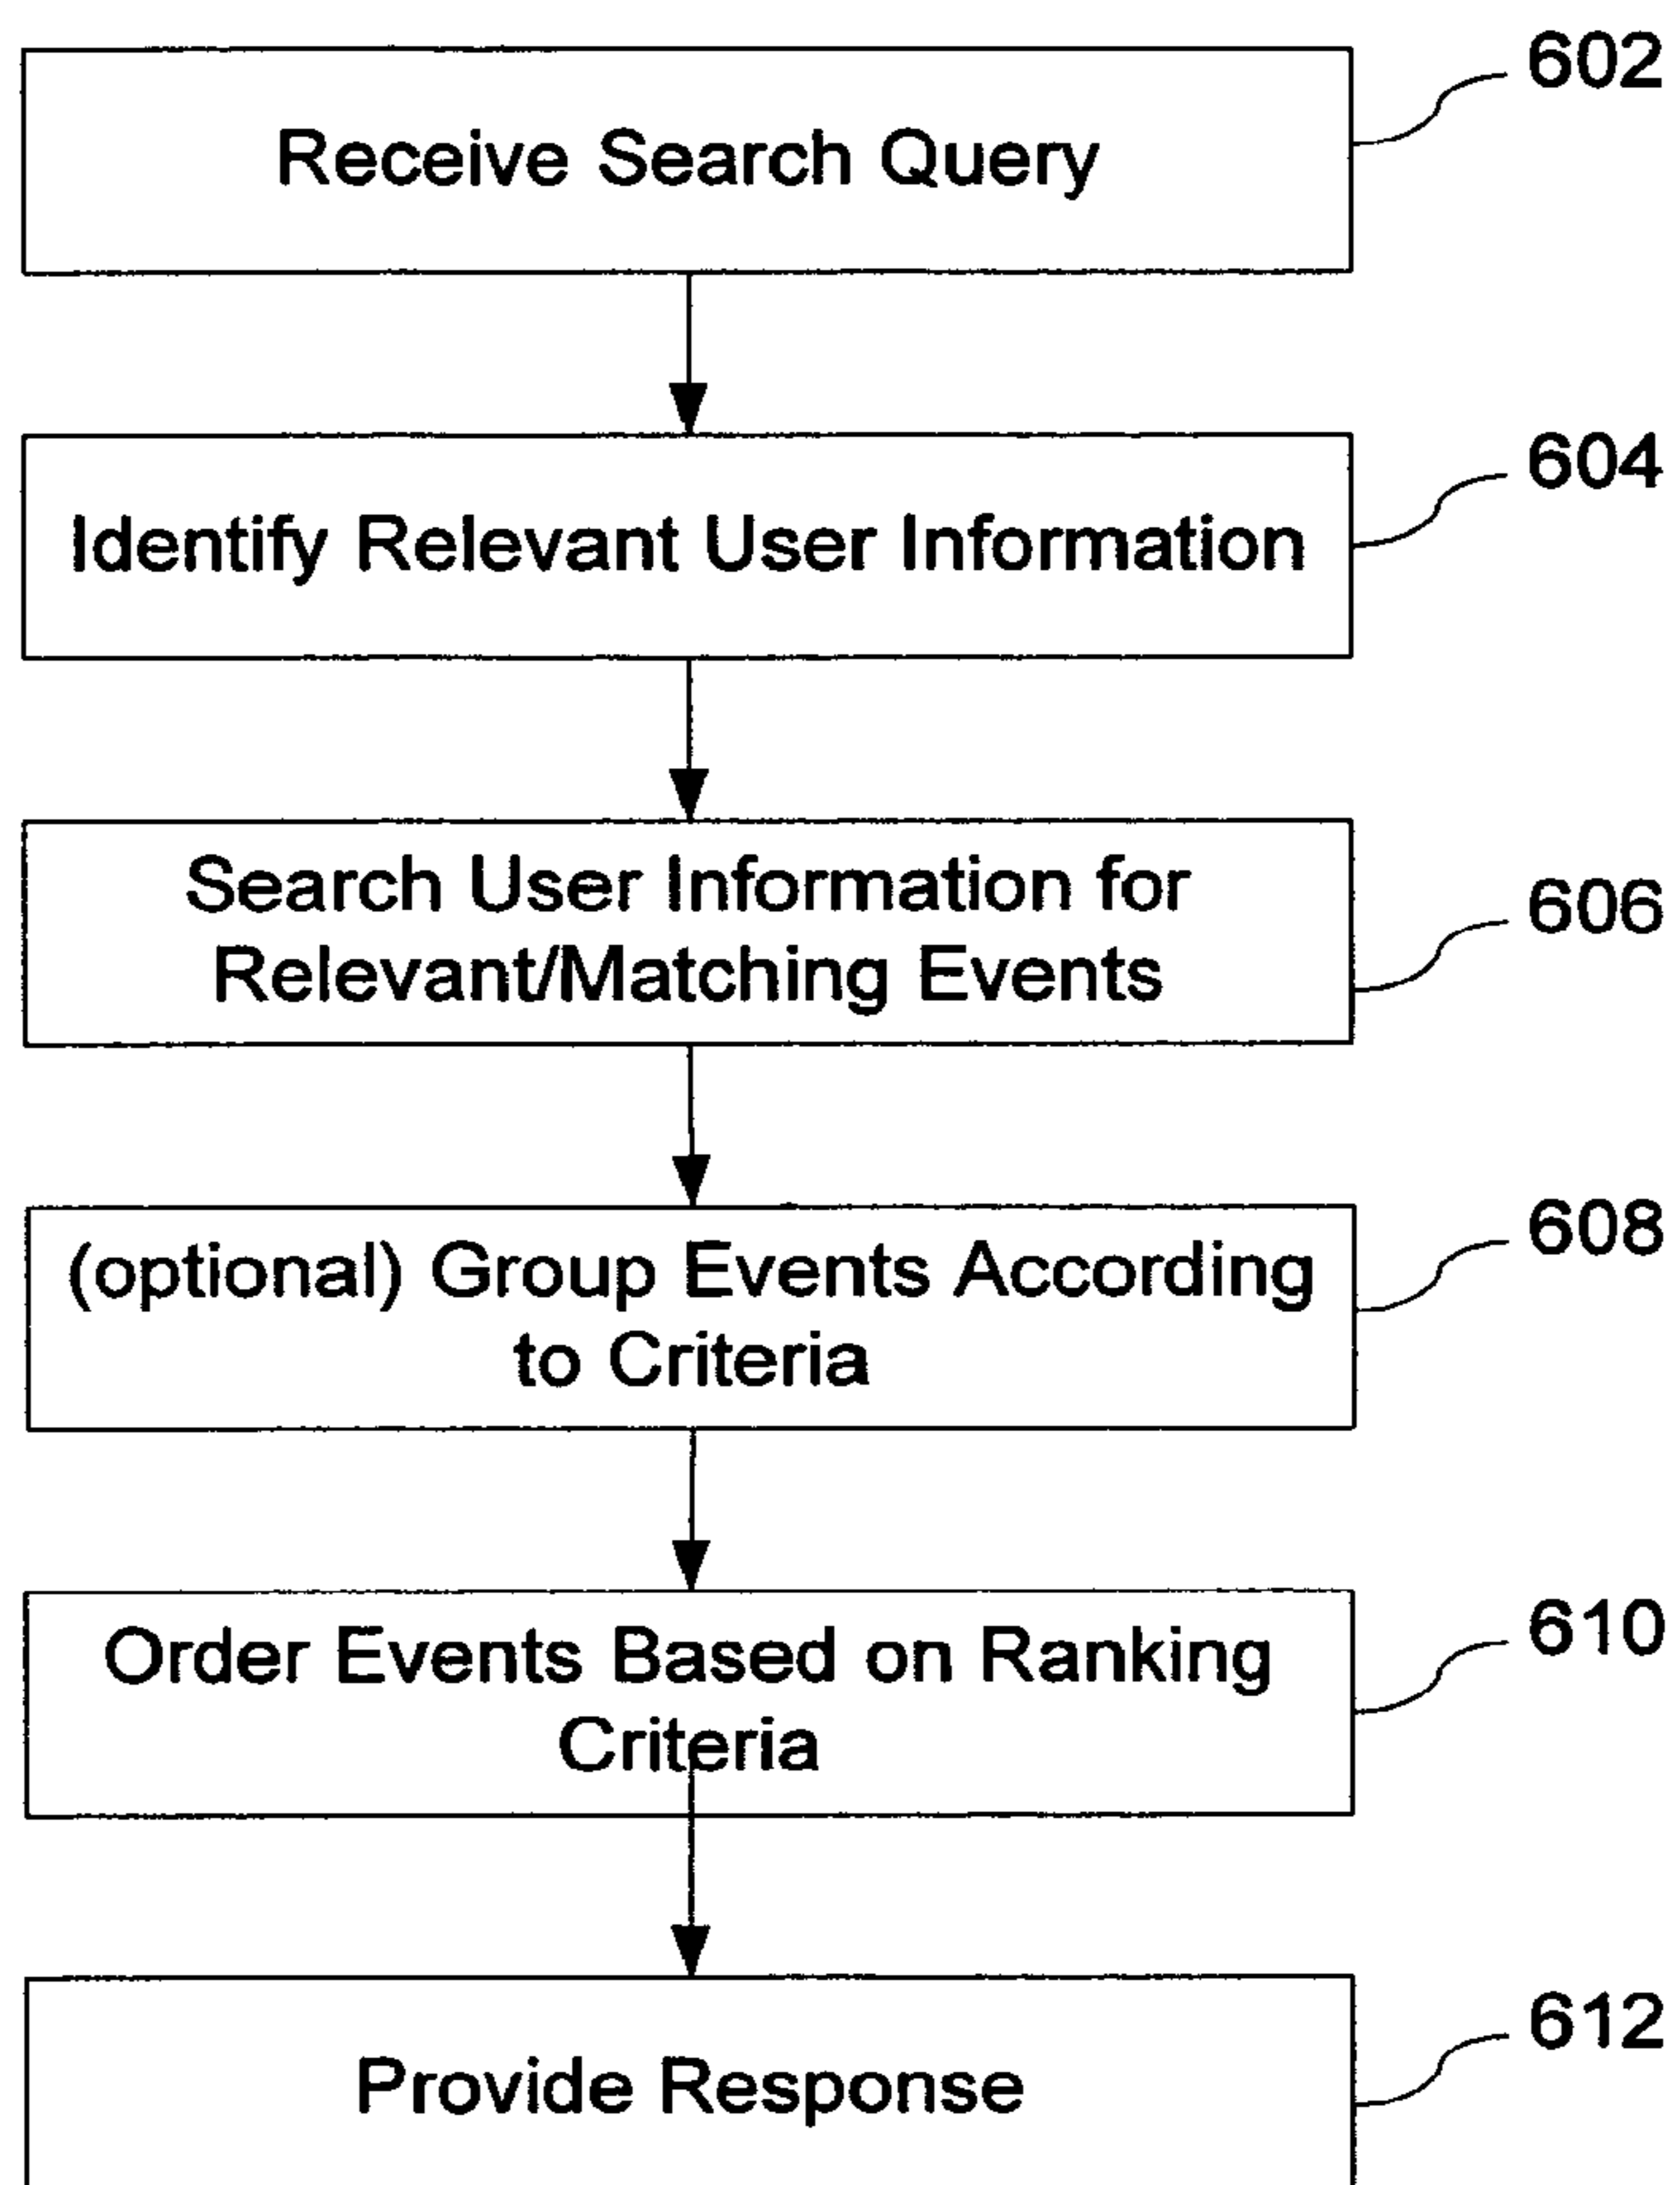 602
Receive Search Query
604
Identify Relevant User Information
Search User Information for
606
Relevant/Matching Events
608
(optional) Group Events According
to Criteria
610
Order Events Based on Ranking
Criteria
612
Provide Response